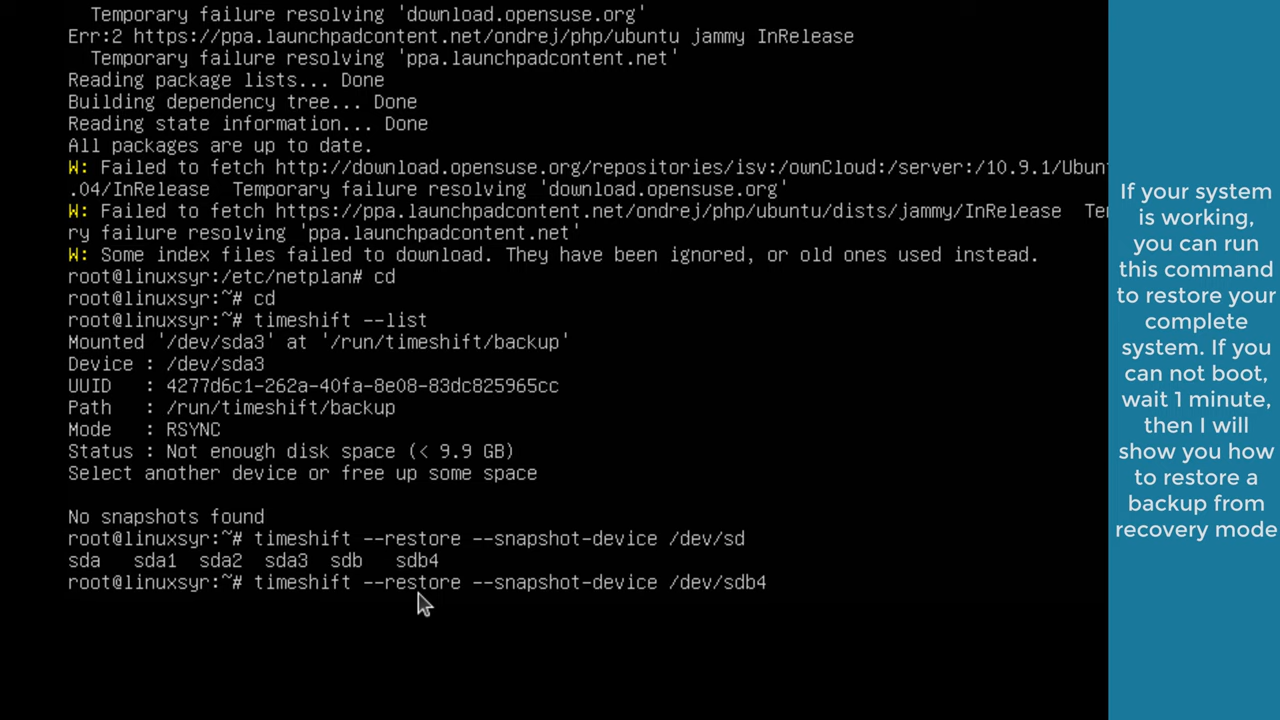 Temporary failure resolving 'download.opensuse.org'
Err:2 https://ppa.launchpadcontent.net/ondrej/php/ubuntu jammy InRelease
Temporary failure resolving 'ppa.launchpadcontent.net'
Reading package lists... Done
Building dependency tree... Done
Reading state information... Done
All packages are up to date.
W: Failed to fetch http://download.opensuse.org/repositories/isv:/ownCloud:/server:/10.9.1/Ubun
.04/InRelease  Temporary failure resolving 'download.opensuse.org'
W: Failed to fetch https://ppa.launchpadcontent.net/ondrej/php/ubuntu/dists/jammy/InRelease  Te
ry failure resolving 'ppa.launchpadcontent.net'
W: Some index files failed to download. They have been ignored, or old ones used instead.
root@linuxsyr:/etc/netplan# cd
root@linuxsyr:~# cd
root@linuxsyr:~# timeshift --list
Mounted '/dev/sda3' at '/run/timeshift/backup'
Device : /dev/sda3
UUID   : 4277d6c1-262a-40fa-8e08-83dc825965cc
Path   : /run/timeshift/backup
Mode   : RSYNC
Status : Not enough disk space (< 9.9 GB)
Select another device or free up some space
No snapshots found
root@linuxsyr:~# timeshift --restore --snapshot-device /dev/sd
sda   sda1  sda2  sda3  sdb   sdb4
root@linuxsyr:~# timeshift --restore --snapshot-device /dev/sdb4
If your system
is working,
you can run
this command
to restore your
complete
system. If you
can not boot,
wait 1 minute,
then I will
show you how
to restore a
backup from
recovery mode